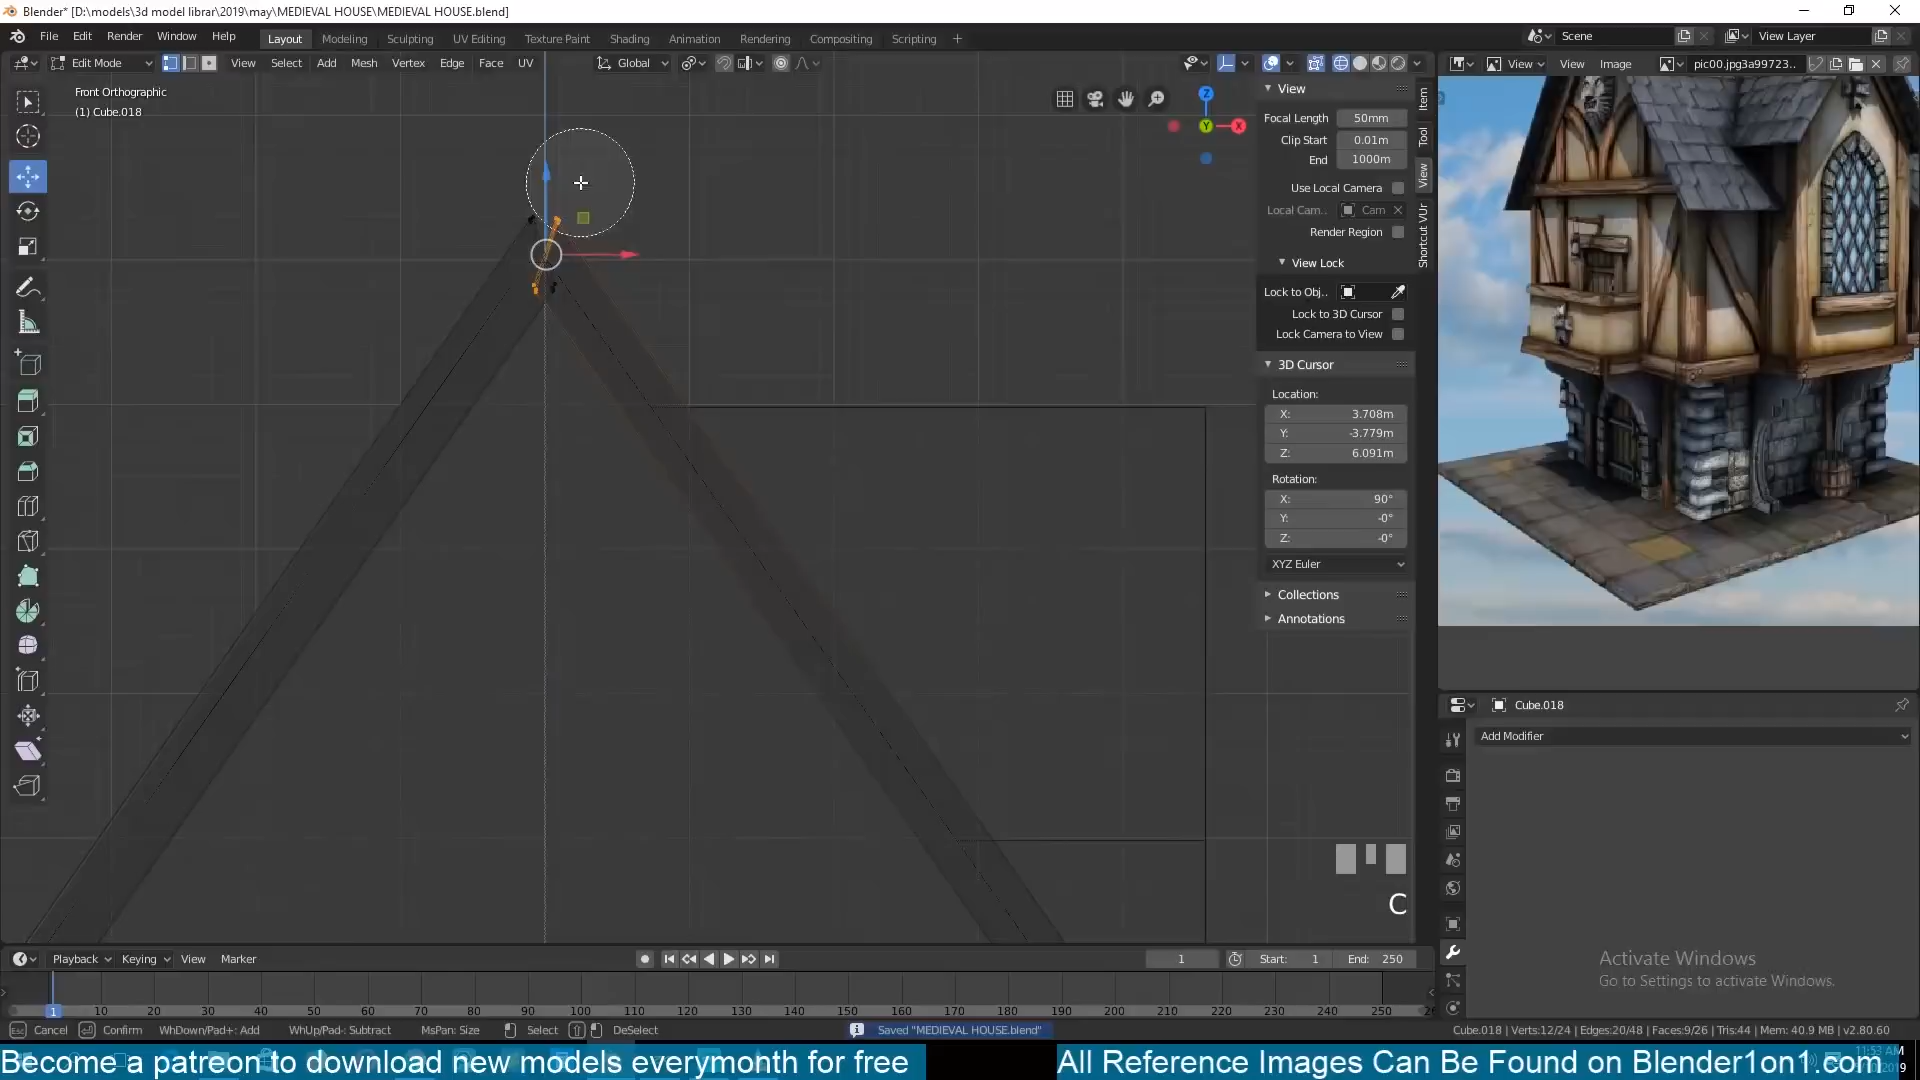 Blender* [D:\models\3d model librar\2019\may\MEDIEVAL HOUSE\MEDIEVAL HOUSE.blend]
File Edit Render Window Help Layout Modeling Sculpting UV Editing Texture Paint Shading Animation Rendering Compositing Scripting + Scene View Layer
Edit Mode View Select Add Mesh Vertex Edge Face UV Global View View Image pic00.jpg3a99723..
Front Orthographic
(1) Cube.018
Z
Y
X
View
Focal Length 50mm
Clip Start 0.01m
End 1000m
Use Local Camera
Local Cam.. Cam
Render Region
View Lock
Lock to Obj..
Lock to 3D Cursor
Lock Camera to View
3D Cursor
Location:
X: 3.708m
Y: -3.779m
Z: 6.091m
Rotation:
X: 90°
Y: -0°
Z: -0°
XYZ Euler
Collections
Annotations
Item
Tool
View
Shortcut VUr
Cube.018
Add Modifier
C
Activate Windows
Go to Settings to activate Windows.
Playback Keying View Marker 1 Start: 1 End: 250
1 10 20 30 40 50 60 70 80 90 100 110 120 130 140 150 160 170 180 190 200 210 220 230 240 250 26
Esc Cancel Confirm WhDown/Pad+: Add WhUp/Pad-: Subtract MsPan: Size Select DeSelect Saved "MEDIEVAL HOUSE.blend" Cube.018 | Verts:12/24 | Edges:20/48 | Faces:9/26 | Tris:44 | Mem: 40.9 MB | v2.80.60
Become a patreon to download new models everymonth for free All Reference Images Can Be Found on Blender1on1.com
11:53 AM